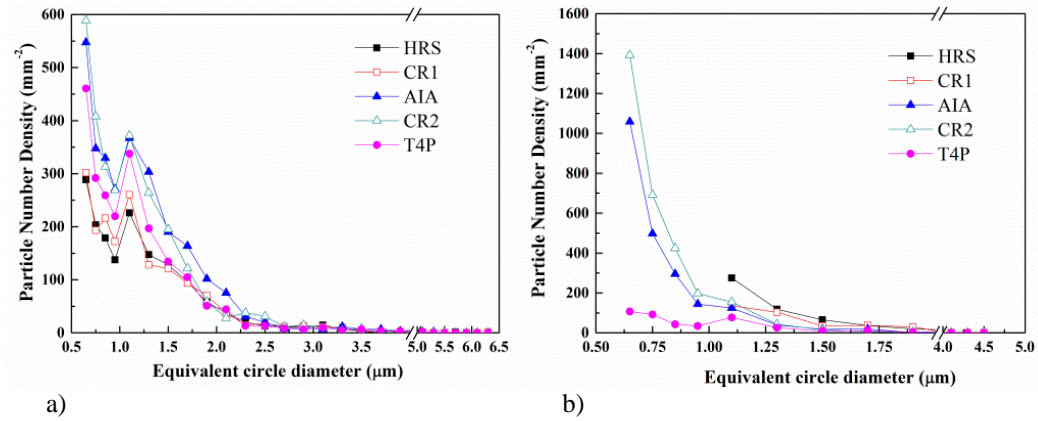 600
500
400
300
200
100
0
Particle Number Density (mm-2)
HRS
CR1
AIA
CR2
T4P
0.5 1.0 1.5 2.0 2.5 3.0 3.5 5.0 5.5 6.0 6.5
Equivalent circle diameter (μm)
a)
1600
1400
1200
1000
800
600
400
200
0
Particle Number Density (mm-2)
HRS
CR1
AIA
CR2
T4P
0.50 0.75 1.00 1.25 1.50 1.75 4.0 4.5 5.0
Equivalent circle diameter (μm)
b)